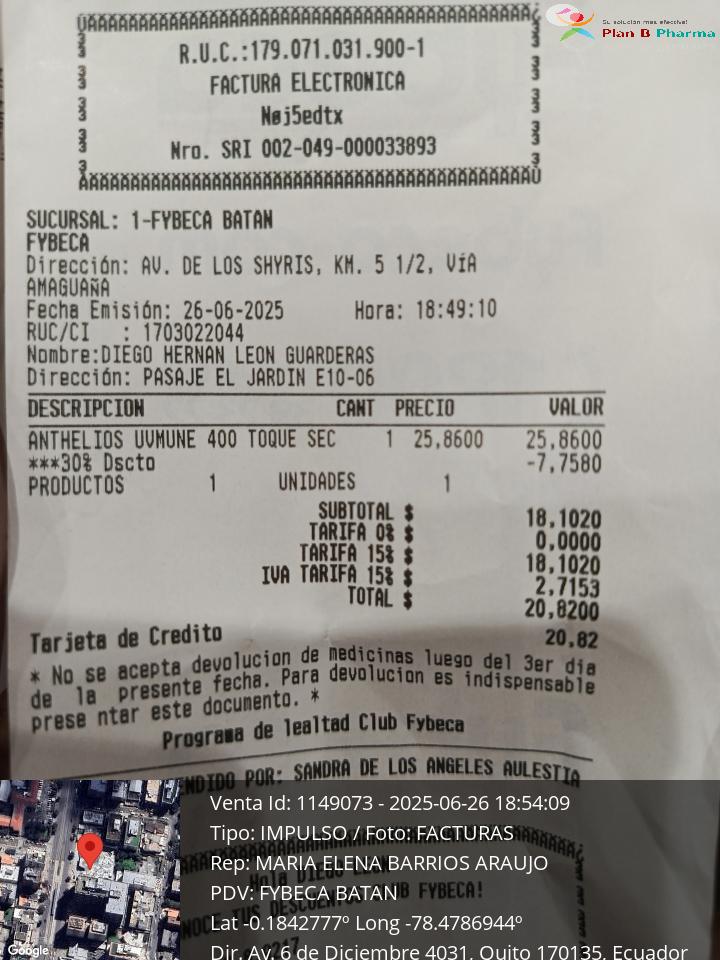 Su solución más efectiva!
Plan B Pharma
R.U.C.:179.071.031.900-1
FACTURA ELECTRONICA
Nøj5edtx
Nro. SRI 002-049-000033893
SUCURSAL: 1-FYBECA BATAN
FYBECA
Dirección: AV. DE LOS SHYRIS, KM. 5 1/2, VíA
AMAGUAñA
Fecha Emisión: 26-06-2025 Hora: 18:49:10
RUC/CI : 1703022044
Nombre:DIEGO HERNAN LEON GUARDERAS
Dirección: PASAJE EL JARDIN E10-06
DESCRIPCION CANT PRECIO VALOR
ANTHELIOS UVMUNE 400 TOQUE SEC 1 25,8600 25,8600
***30% Dscto -7,7580
PRODUCTOS 1 UNIDADES 1
SUBTOTAL $ 18,1020
TARIFA 0% $ 0,0000
TARIFA 15% $ 18,1020
IVA TARIFA 15% $ 2,7153
TOTAL $ 20,8200
Tarjeta de Credito 20,82
* No se acepta devolucion de medicinas luego del 3er dia
de la presente fecha. Para devolucion es indispensable
prese ntar este documento. *
Programa de lealtad Club Fybeca
ENDIDO POR: SANDRA DE LOS ANGELES AULESTIA
Venta Id: 1149073 - 2025-06-26 18:54:09
Tipo: IMPULSO / Foto: FACTURAS
Rep: MARIA ELENA BARRIOS ARAUJO
PDV: FYBECA BATAN
Lat -0.1842777º Long -78.4786944º
Dir. Av. 6 de Diciembre 4031, Quito 170135, Ecuador
Google